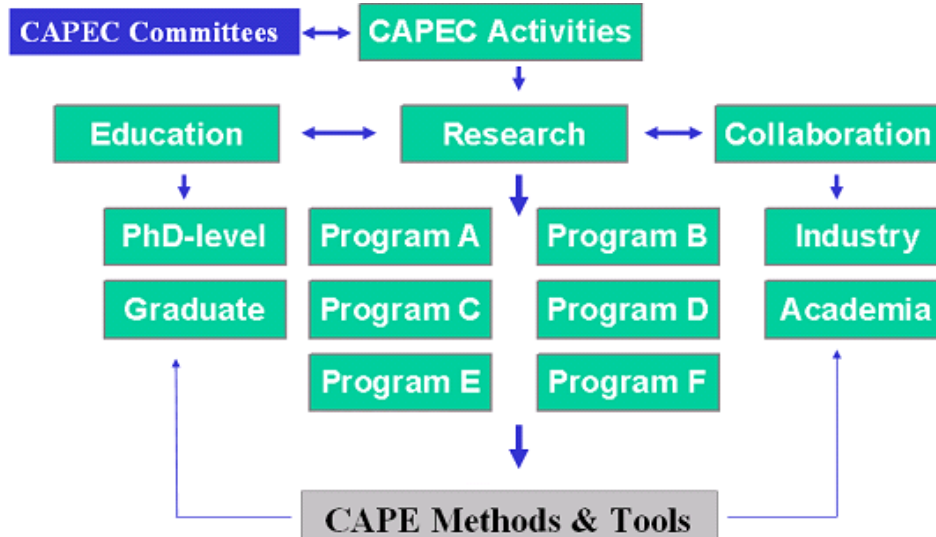 CAPEC Committees
CAPEC Activities
Education
Research
Collaboration
PhD-level
Program A
Program B
Industry
Graduate
Program C
Program D
Academia
Program E
Program F
CAPE Methods & Tools